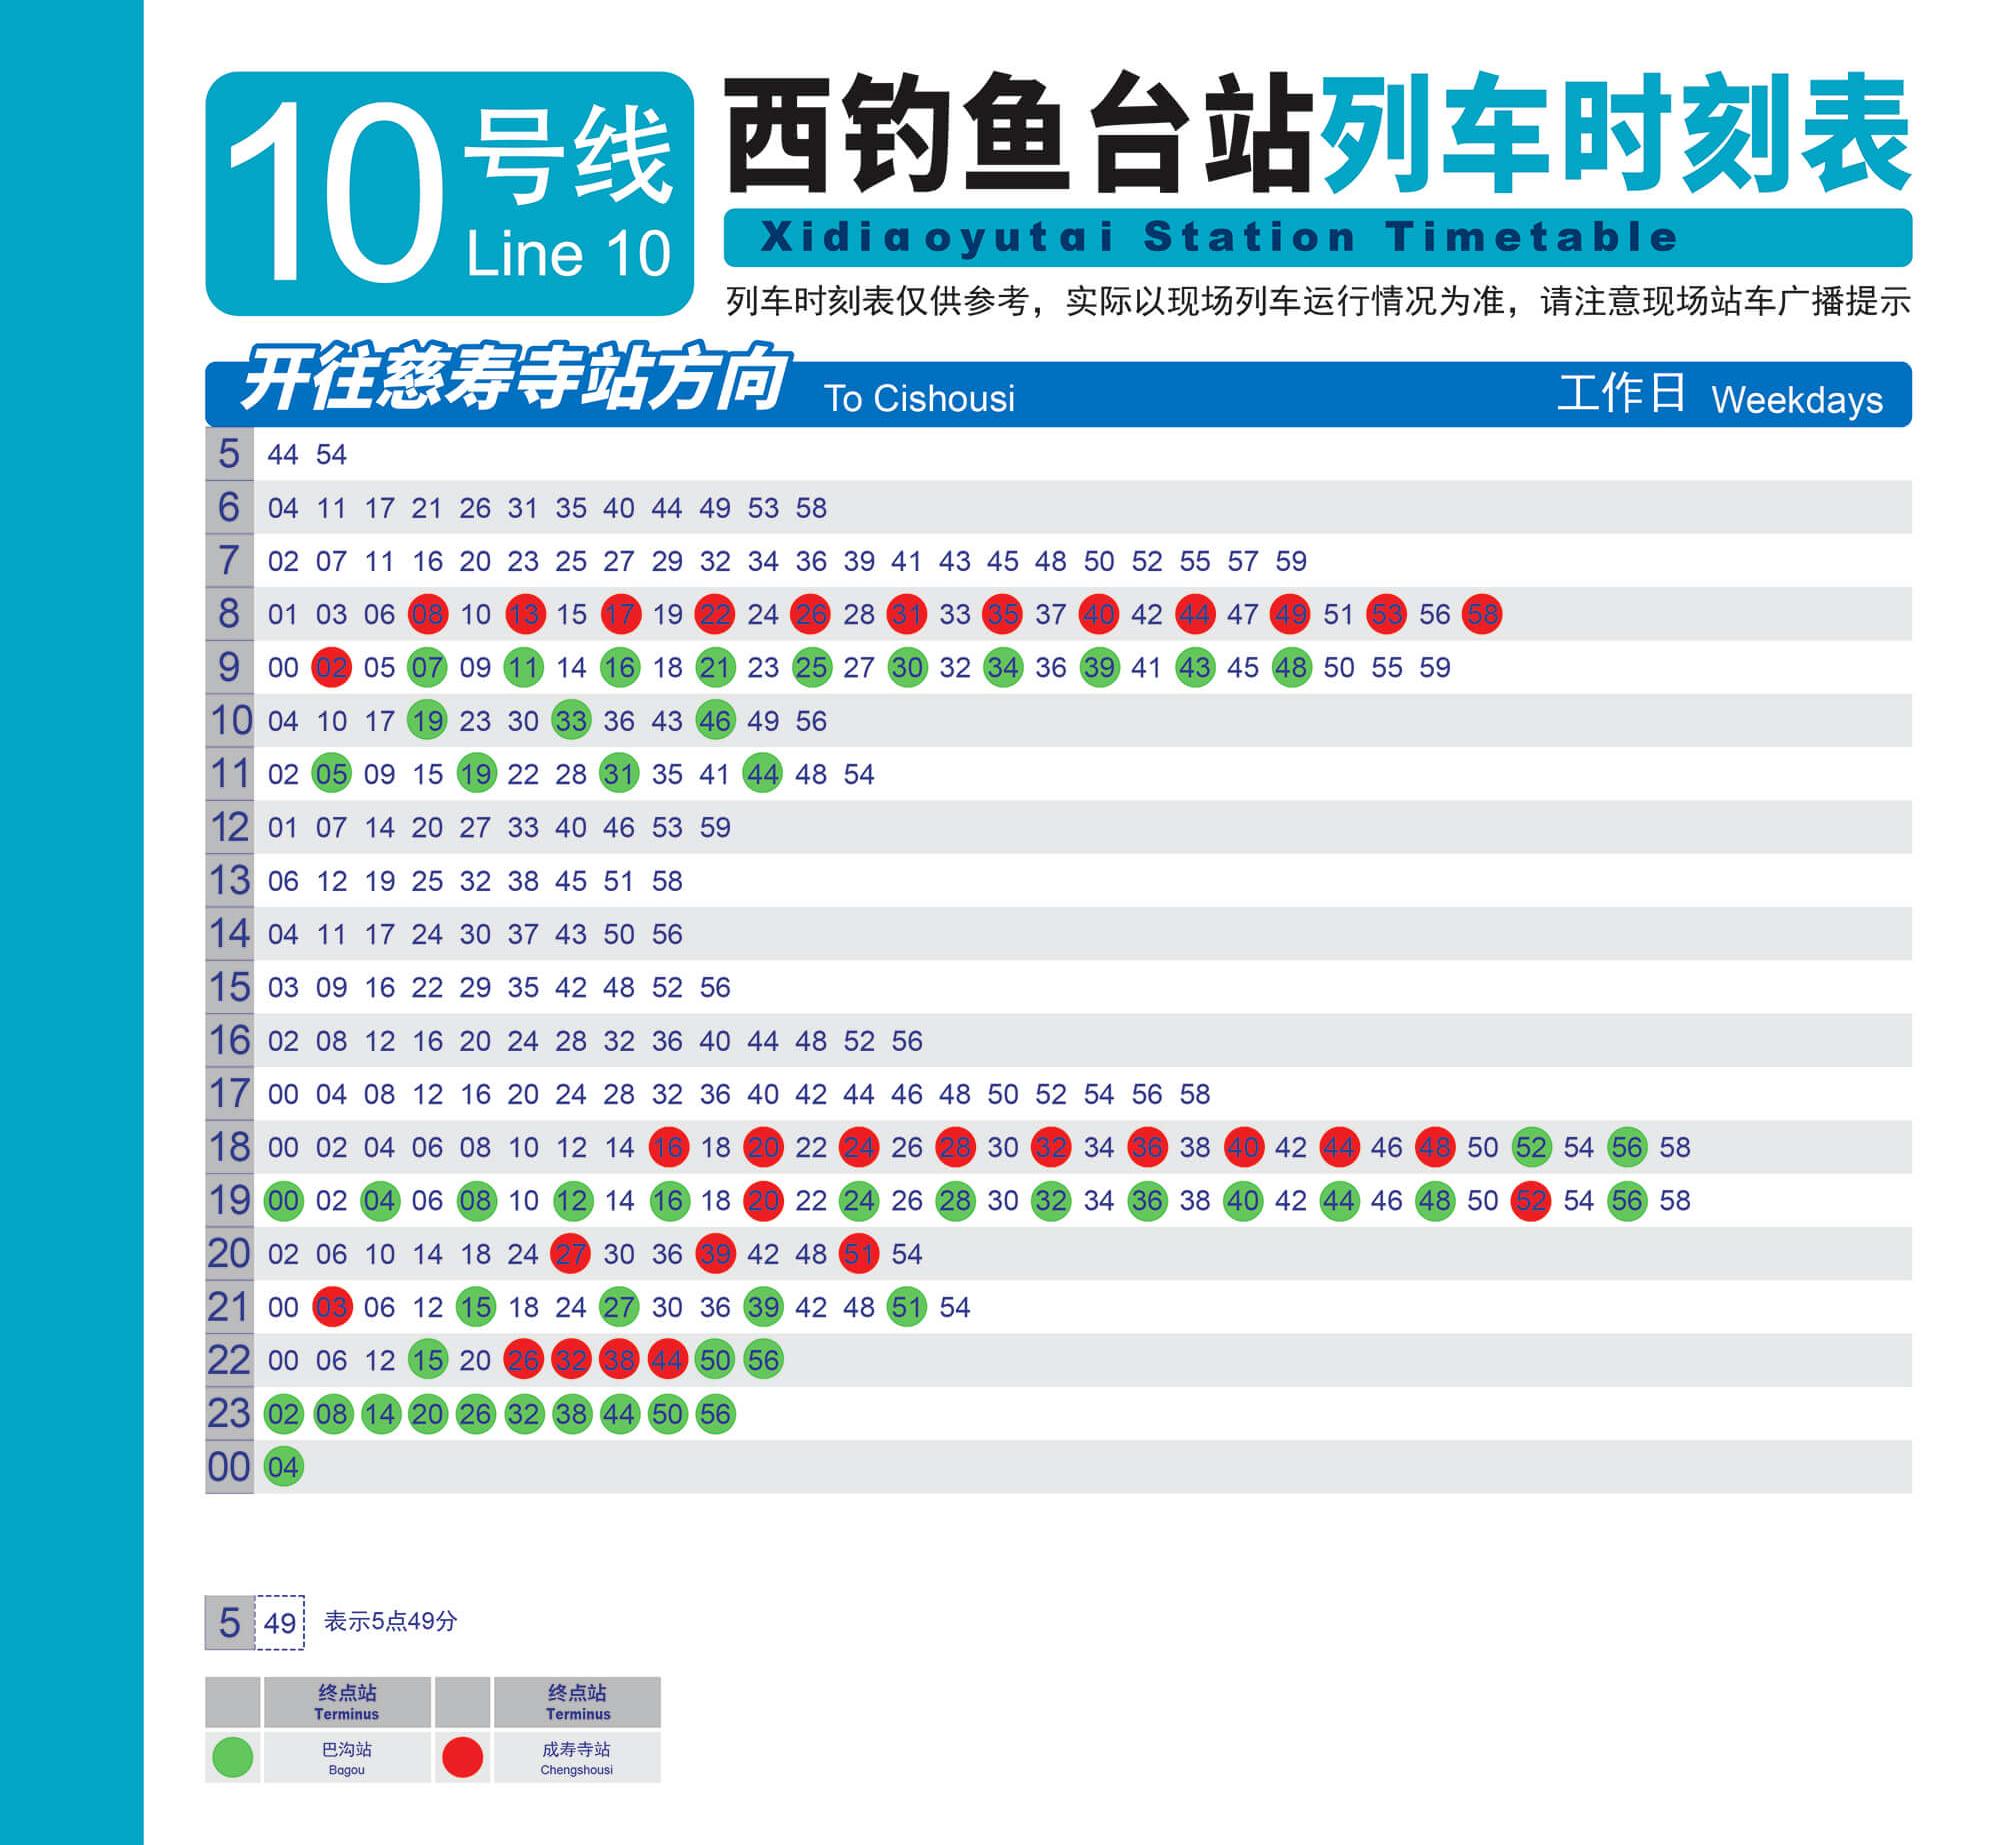 10号线
Line 10
西钓鱼台站列车时刻表
Xidiaoyutai Station Timetable
列车时刻表仅供参考，实际以现场列车运行情况为准，请注意现场站车广播提示
开往慈寿寺站方向 To Cishousi 工作日 Weekdays
5 44 54
6 04 11 17 21 26 31 35 40 44 49 53 58
7 02 07 11 16 20 23 25 27 29 32 34 36 39 41 43 45 48 50 52 55 57 59
8 01 03 06 08 10 13 15 17 19 22 24 26 28 31 33 35 37 40 42 44 47 49 51 53 56 58
9 00 02 05 07 09 11 14 16 18 21 23 25 27 30 32 34 36 39 41 43 45 48 50 55 59
10 04 10 17 19 23 30 33 36 43 46 49 56
11 02 05 09 15 19 22 28 31 35 41 44 48 54
12 01 07 14 20 27 33 40 46 53 59
13 06 12 19 25 32 38 45 51 58
14 04 11 17 24 30 37 43 50 56
15 03 09 16 22 29 35 42 48 52 56
16 02 08 12 16 20 24 28 32 36 40 44 48 52 56
17 00 04 08 12 16 20 24 28 32 36 40 42 44 46 48 50 52 54 56 58
18 00 02 04 06 08 10 12 14 16 18 20 22 24 26 28 30 32 34 36 38 40 42 44 46 48 50 52 54 56 58
19 00 02 04 06 08 10 12 14 16 18 20 22 24 26 28 30 32 34 36 38 40 42 44 46 48 50 52 54 56 58
20 02 06 10 14 18 24 27 30 36 39 42 48 51 54
21 00 03 06 12 15 18 24 27 30 36 39 42 48 51 54
22 00 06 12 15 20 26 32 38 44 50 56
23 02 08 14 20 26 32 38 44 50 56
00 04
5 49 表示5点49分
终点站 终点站
Terminus Terminus
巴沟站 成寿寺站
Bagou Chengshousi